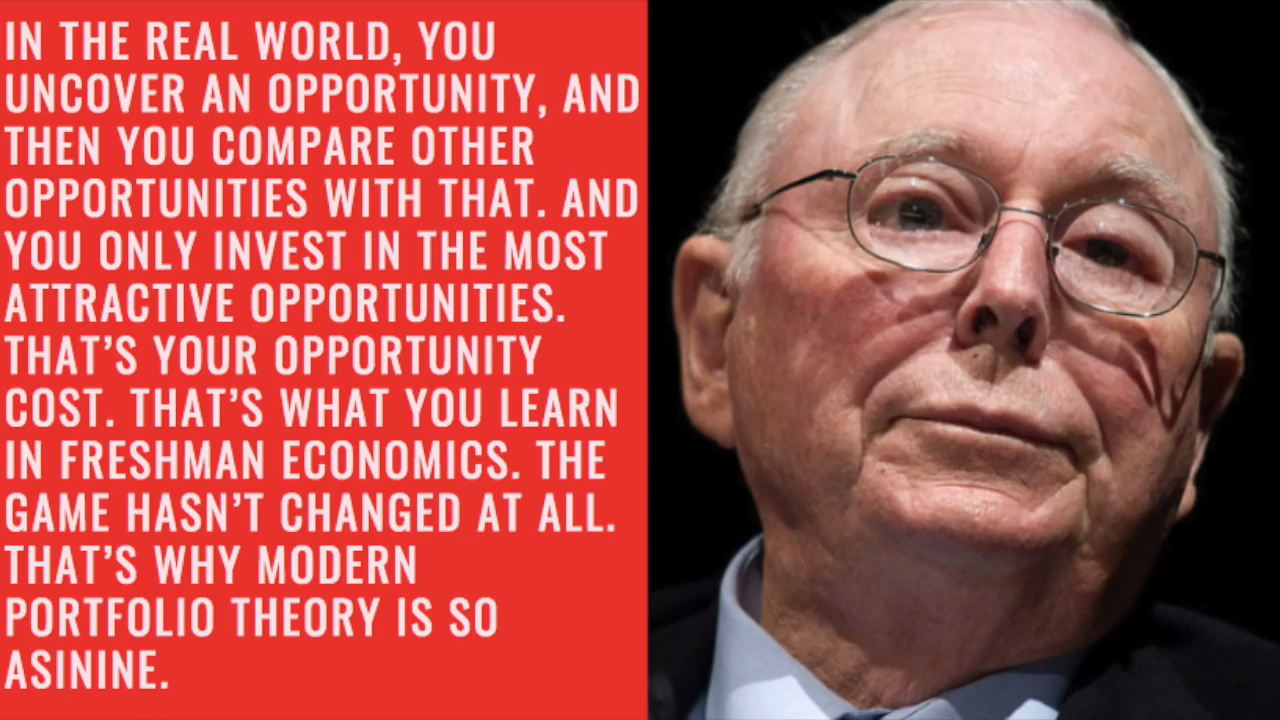 IN THE REAL WORLD, YOU
UNCOVER AN OPPORTUNITY, AND
THEN YOU COMPARE OTHER
OPPORTUNITIES WITH THAT. AND
YOU ONLY INVEST IN THE MOST
ATTRACTIVE OPPORTUNITIES.
THAT’S YOUR OPPORTUNITY
COST. THAT’S WHAT YOU LEARN
IN FRESHMAN ECONOMICS. THE
GAME HASN’T CHANGED AT ALL.
THAT’S WHY MODERN
PORTFOLIO THEORY IS SO
ASININE.